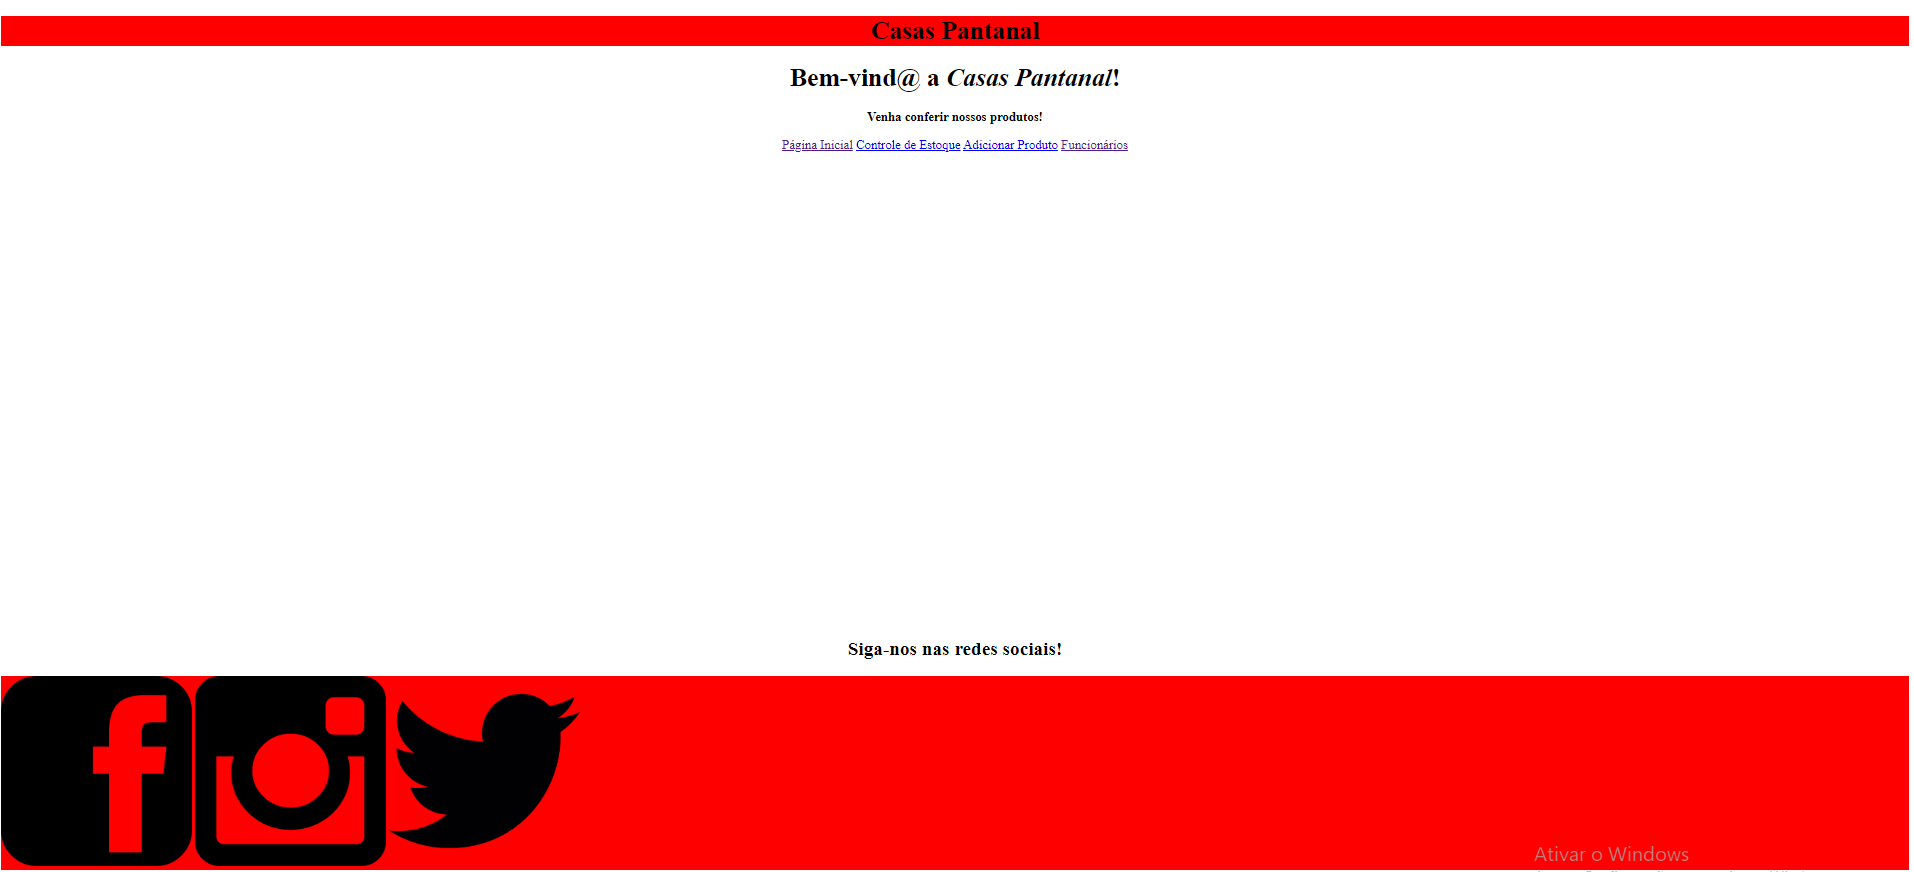 Casas Pantanal
Bem-vind@ a Casas Pantanal!
Venha conferir nossos produtos!
Página Inicial Controle de Estoque Adicionar Produto Funcionários
Siga-nos nas redes sociais!
Ativar o Windows